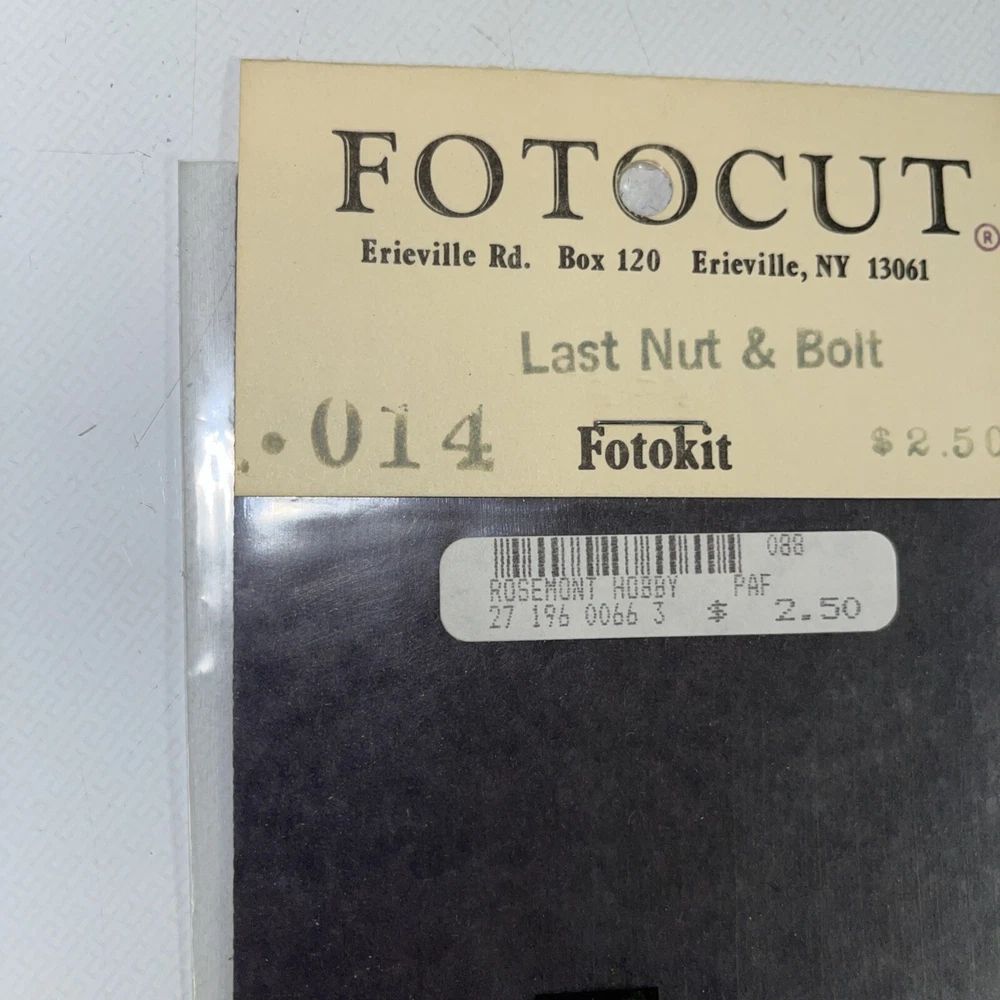 FOTOCUT®
Erieville Rd. Box 120 Erieville, NY 13061
Last Nut & Bolt
.014 Fotokit $2.50
088
ROSEMONT HOBBY PAF
27 196 0066 3 $ 2.50